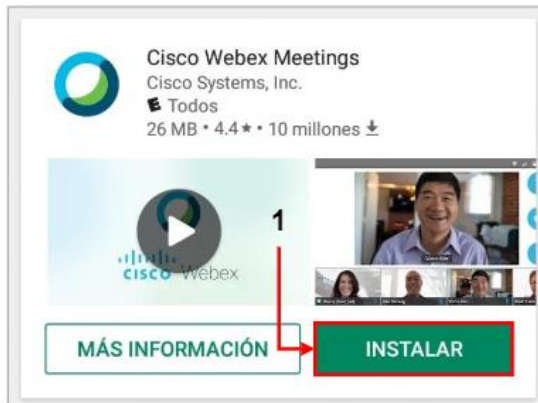 Cisco Webex Meetings
Cisco Systems, Inc.
E Todos
26 MB • 4.4★ • 10 millones
1
CISCO Webex
MÁS INFORMACIÓN
INSTALAR